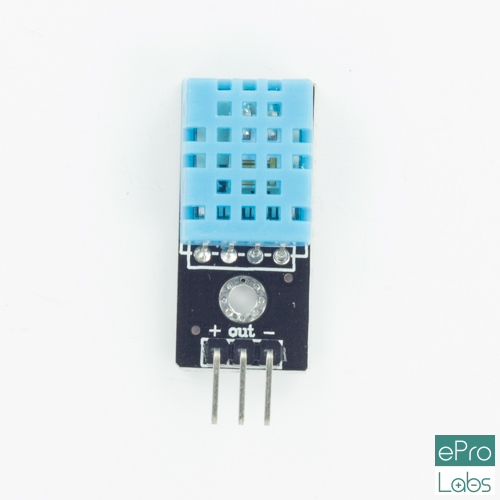 + out -
ePro
Labs